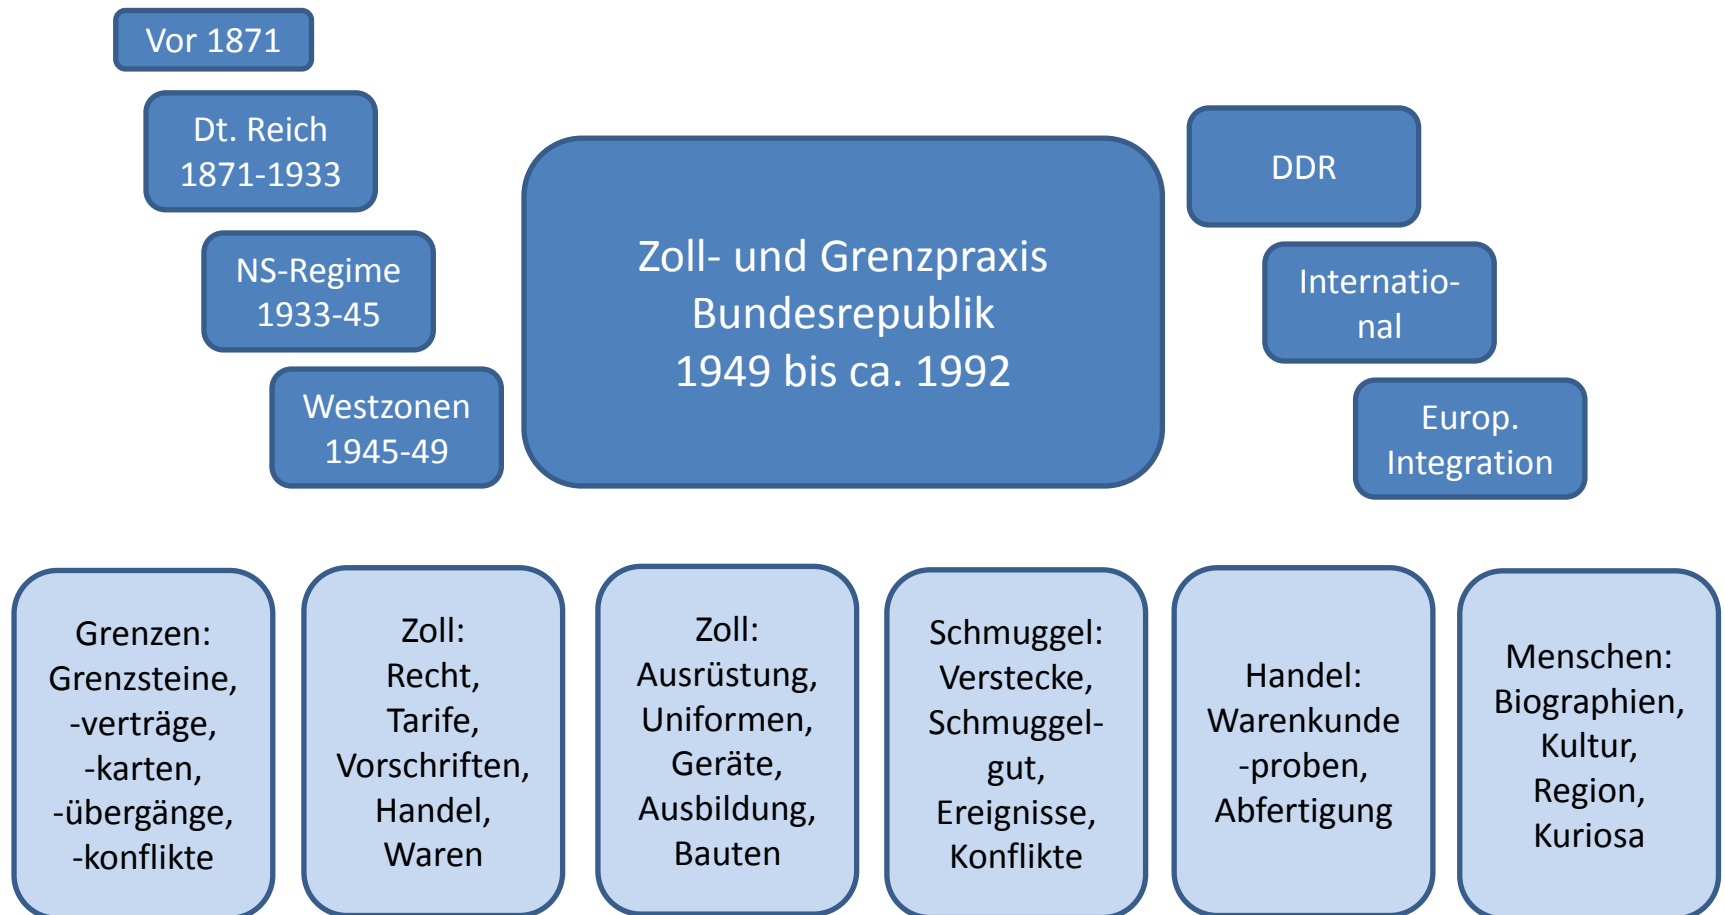 Vor 1871
Dt. Reich
1871-1933
NS-Regime
1933-45
Westzonen
1945-49
Zoll- und Grenzpraxis
Bundesrepublik
1949 bis ca. 1992
DDR
Internatio-
nal
Europ.
Integration
Grenzen:
Grenzsteine,
-verträge,
-karten,
-übergänge,
-konflikte
Zoll:
Recht,
Tarife,
Vorschriften,
Handel,
Waren
Zoll:
Ausrüstung,
Uniformen,
Geräte,
Ausbildung,
Bauten
Schmuggel:
Verstecke,
Schmuggel-
gut,
Ereignisse,
Konflikte
Handel:
Warenkunde
-proben,
Abfertigung
Menschen:
Biographien,
Kultur,
Region,
Kuriosa